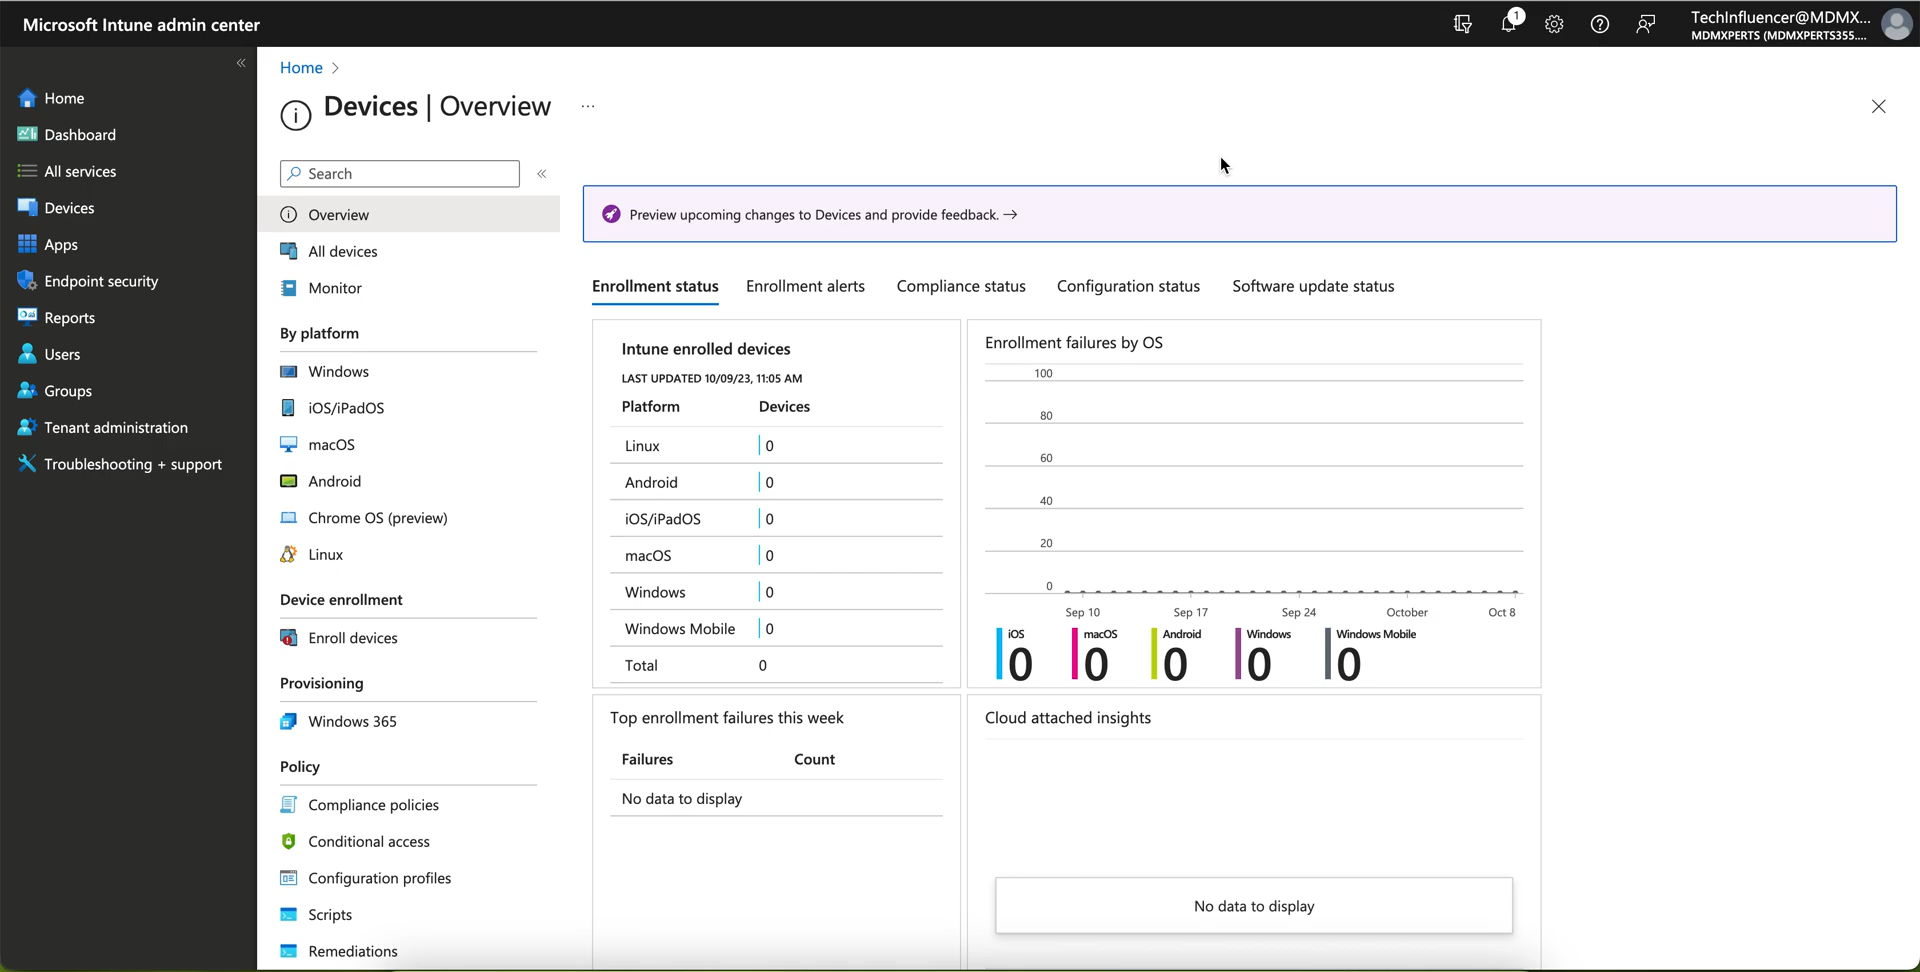 Microsoft Intune admin center
1
TechInfluencer@MDMX...
MDMXPERTS (MDMXPERTS355....
Home
Dashboard
All services
Devices
Apps
Endpoint security
Reports
Users
Groups
Tenant administration
Troubleshooting + support
Home >
Devices | Overview ...
Search
Overview
All devices
Monitor
By platform
Windows
iOS/iPadOS
macOS
Android
Chrome OS (preview)
Linux
Device enrollment
Enroll devices
Provisioning
Windows 365
Policy
Compliance policies
Conditional access
Configuration profiles
Scripts
Remediations
Preview upcoming changes to Devices and provide feedback. →
Enrollment status Enrollment alerts Compliance status Configuration status Software update status
Intune enrolled devices
LAST UPDATED 10/09/23, 11:05 AM
Platform Devices
Linux 0
Android 0
iOS/iPadOS 0
macOS 0
Windows 0
Windows Mobile 0
Total 0
Enrollment failures by OS
100
80
60
40
20
0
Sep 10 Sep 17 Sep 24 October Oct 8
iOS macOS Android Windows Windows Mobile
0 0 0 0 0
Top enrollment failures this week
Failures Count
No data to display
Cloud attached insights
No data to display